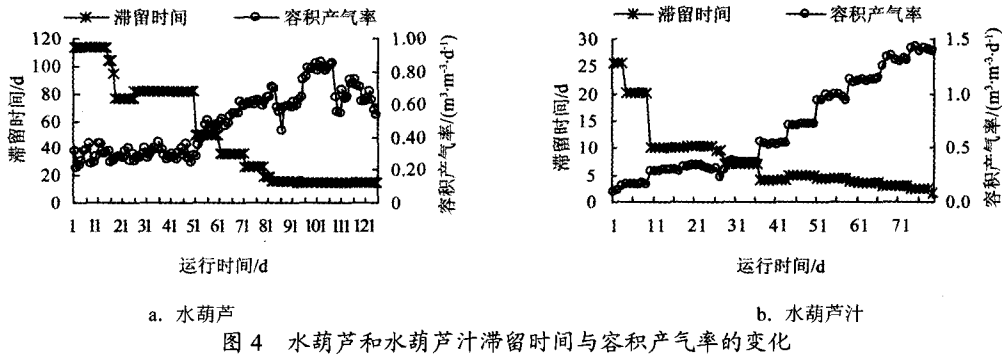 滞留时间 容积产气率
滞留时间/d
120
100
80
60
40
20
0
1.00
0.80
0.60
0.40
0.20
0
容积产气率/(m³·m⁻³·d⁻¹)
1 11 21 31 41 51 61 71 81 91 101 111 121
运行时间/d
a. 水葫芦
滞留时间 容积产气率
滞留时间/d
30
25
20
15
10
5
0
1.5
1.0
0.5
0.0
容积产气率/(m³·m⁻³·d⁻¹)
1 11 21 31 41 51 61 71
运行时间/d
b. 水葫芦汁
图 4 水葫芦和水葫芦汁滞留时间与容积产气率的变化